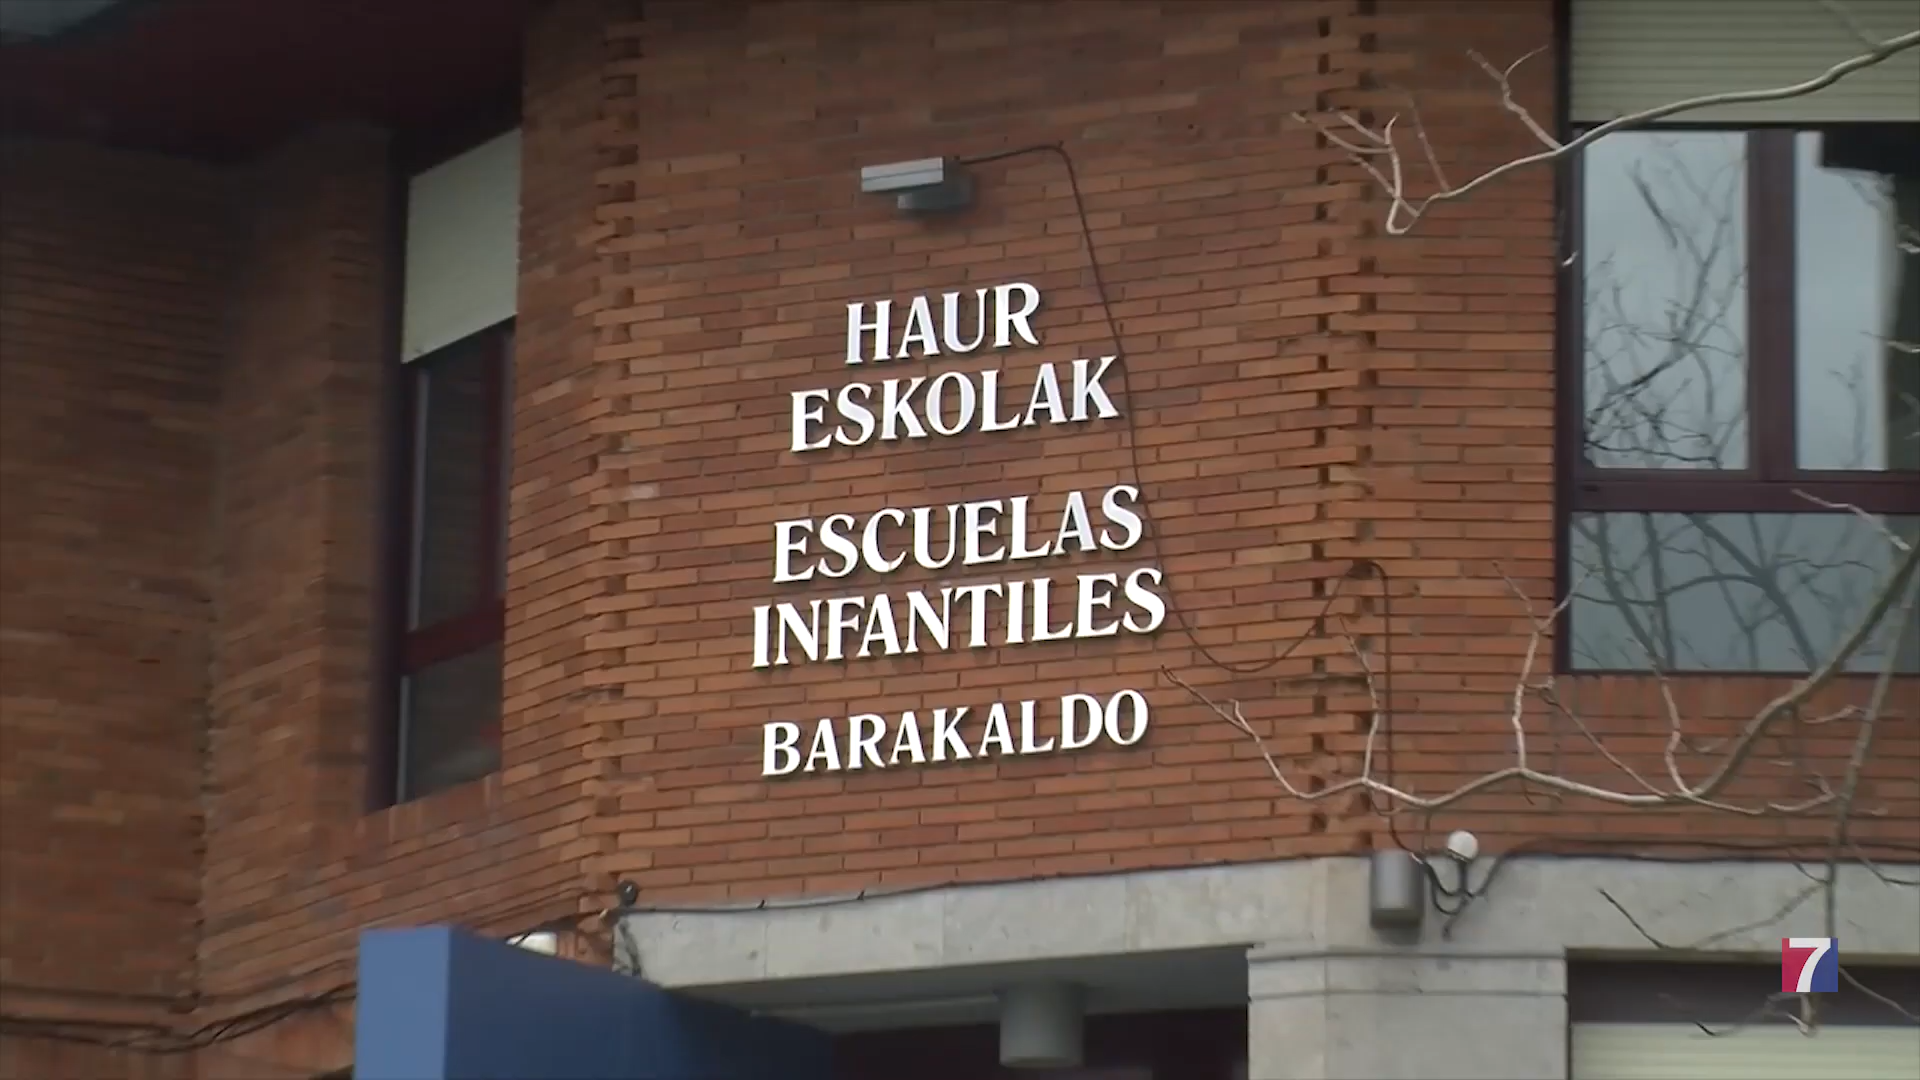 HAUR
ESKOLAK
ESCUELAS
INFANTILES
BARAKALDO
7